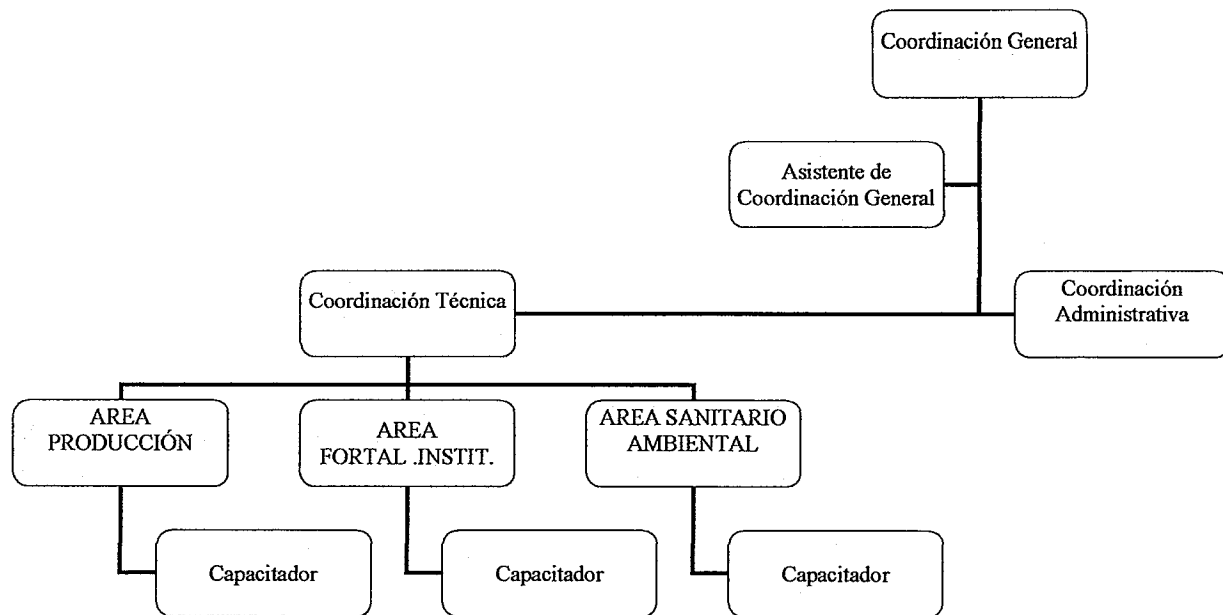 Coordinación General
Asistente de
Coordinación General
Coordinación Técnica
Coordinación
Administrativa
AREA
PRODUCCIÓN
AREA
FORTAL .INSTIT.
AREA SANITARIO
AMBIENTAL
Capacitador
Capacitador
Capacitador